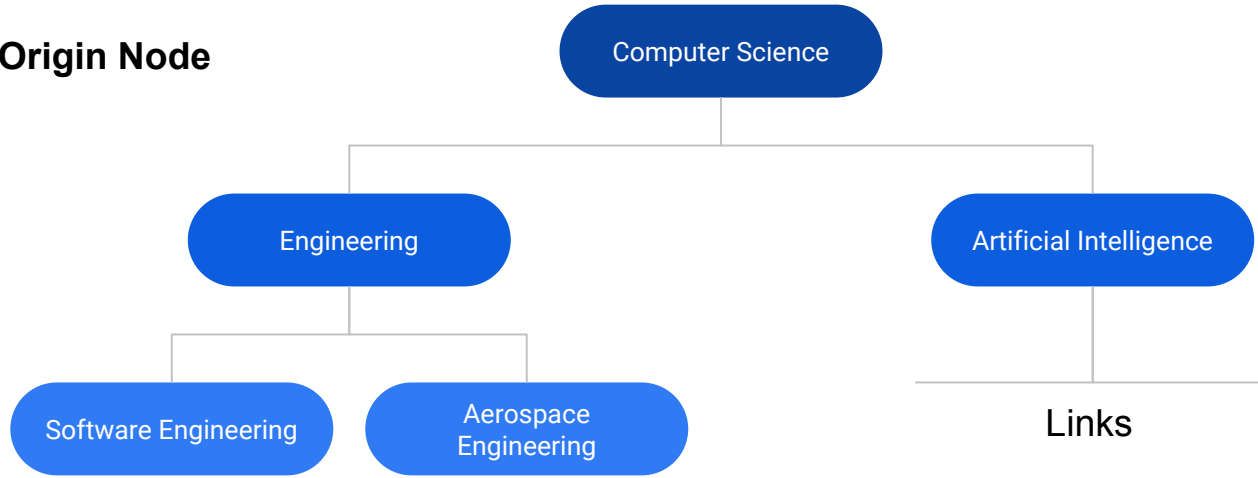 Origin Node
Computer Science
Engineering
Artificial Intelligence
Software Engineering
Aerospace
Engineering
Links